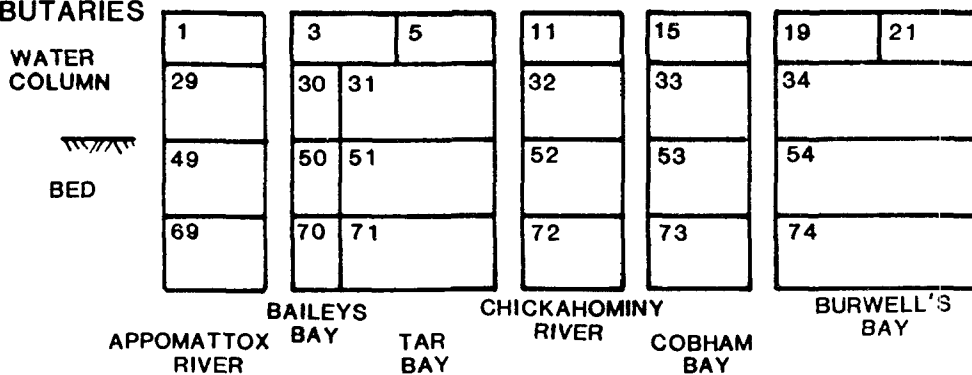 BUTARIES
1 3 5 11 15 19 21
WATER
COLUMN
29 30 31 32 33 34
49 50 51 52 53 54
BED
69 70 71 72 73 74
BAILEYS
BAY
CHICKAHOMINY
RIVER
BURWELL'S
BAY
APPOMATTOX
RIVER
TAR
BAY
COBHAM
BAY